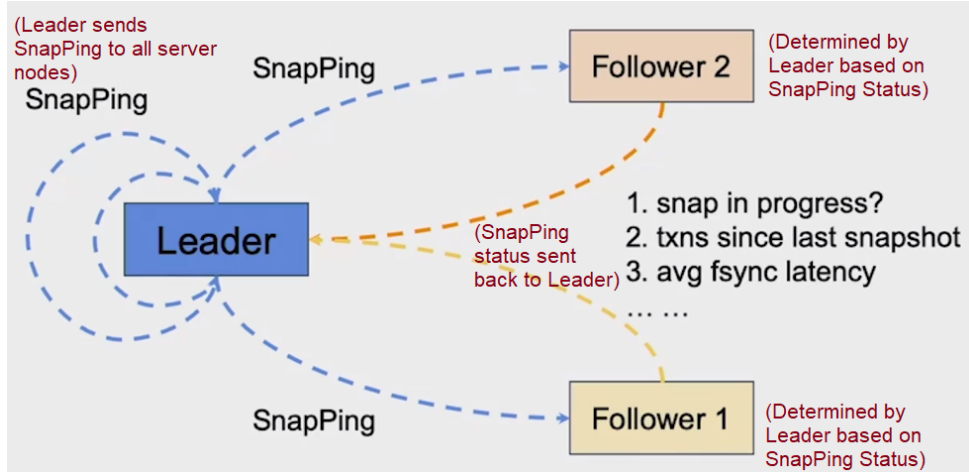 (Leader sends
SnapPing to all server
nodes)
SnapPing
SnapPing
Follower 2
(Determined by
Leader based on
SnapPing Status)
Leader
(SnapPing
status sent
back to Leader)
1. snap in progress?
2. txns since last snapshot
3. avg fsync latency
... ...
SnapPing
Follower 1
(Determined by
Leader based on
SnapPing Status)